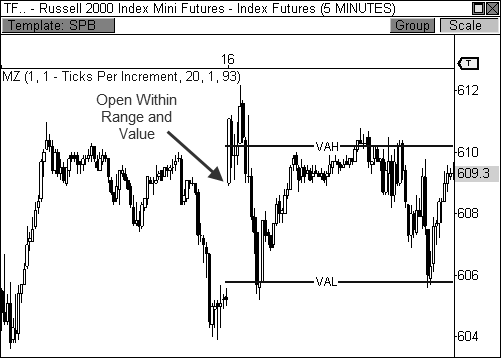 TF.. - Russell 2000 Index Mini Futures - Index Futures (5 MINUTES)
Template: SPB Group Scale
16
T
MZ (1, 1 - Ticks Per Increment, 20, 1, 93)
612
Open Within
Range and
Value
VAH
610
609.3
608
606
VAL
604